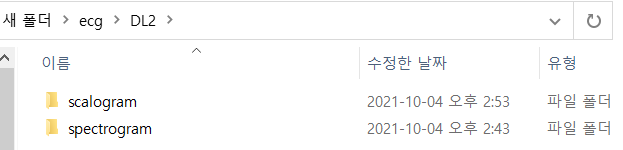 새 폴더 > ecg > DL2 >
이름 수정한 날짜 유형
scalogram 2021-10-04 오후 2:53 파일 폴더
spectrogram 2021-10-04 오후 2:43 파일 폴더